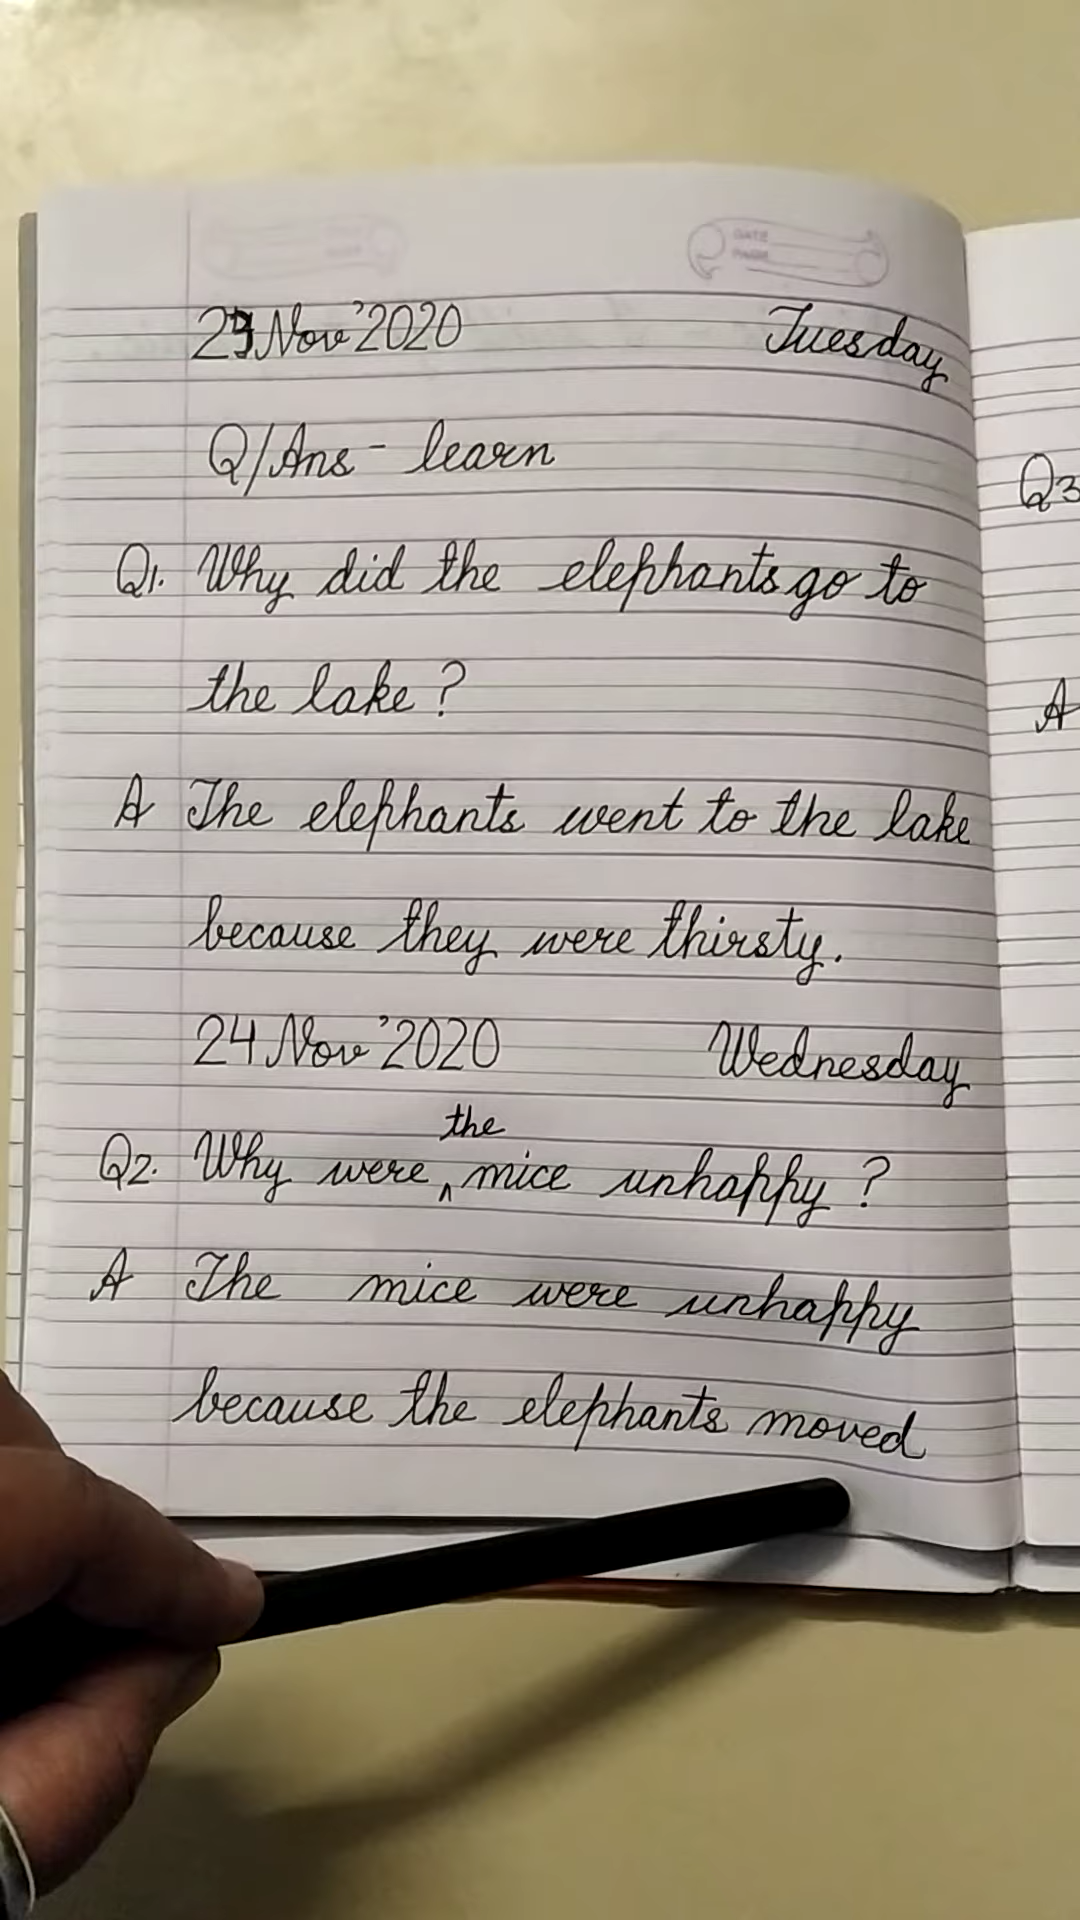 23 Nov'2020 Tuesday
Q/Ans - learn
Q1. Why did the elephants go to
the lake?
A The elephants went to the lake
because they were thirsty.
24 Nov'2020 Wednesday
the
Q2. Why were ^ mice unhappy?
A The mice were unhappy
because the elephants moved
DATE
Q3
A